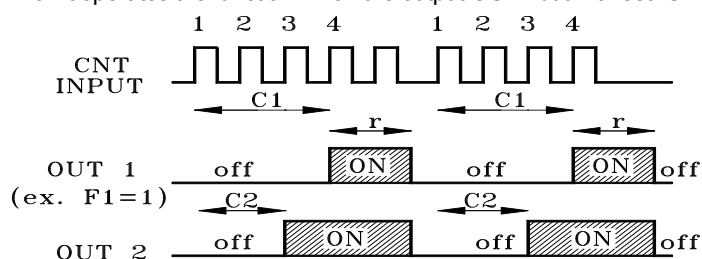 1 2 3 4 1 2 3 4
CNT
INPUT
C1 C1
r r
OUT 1 off ON off ON off
(ex. F1=1)
C2 C2
OUT 2 off ON off ON off